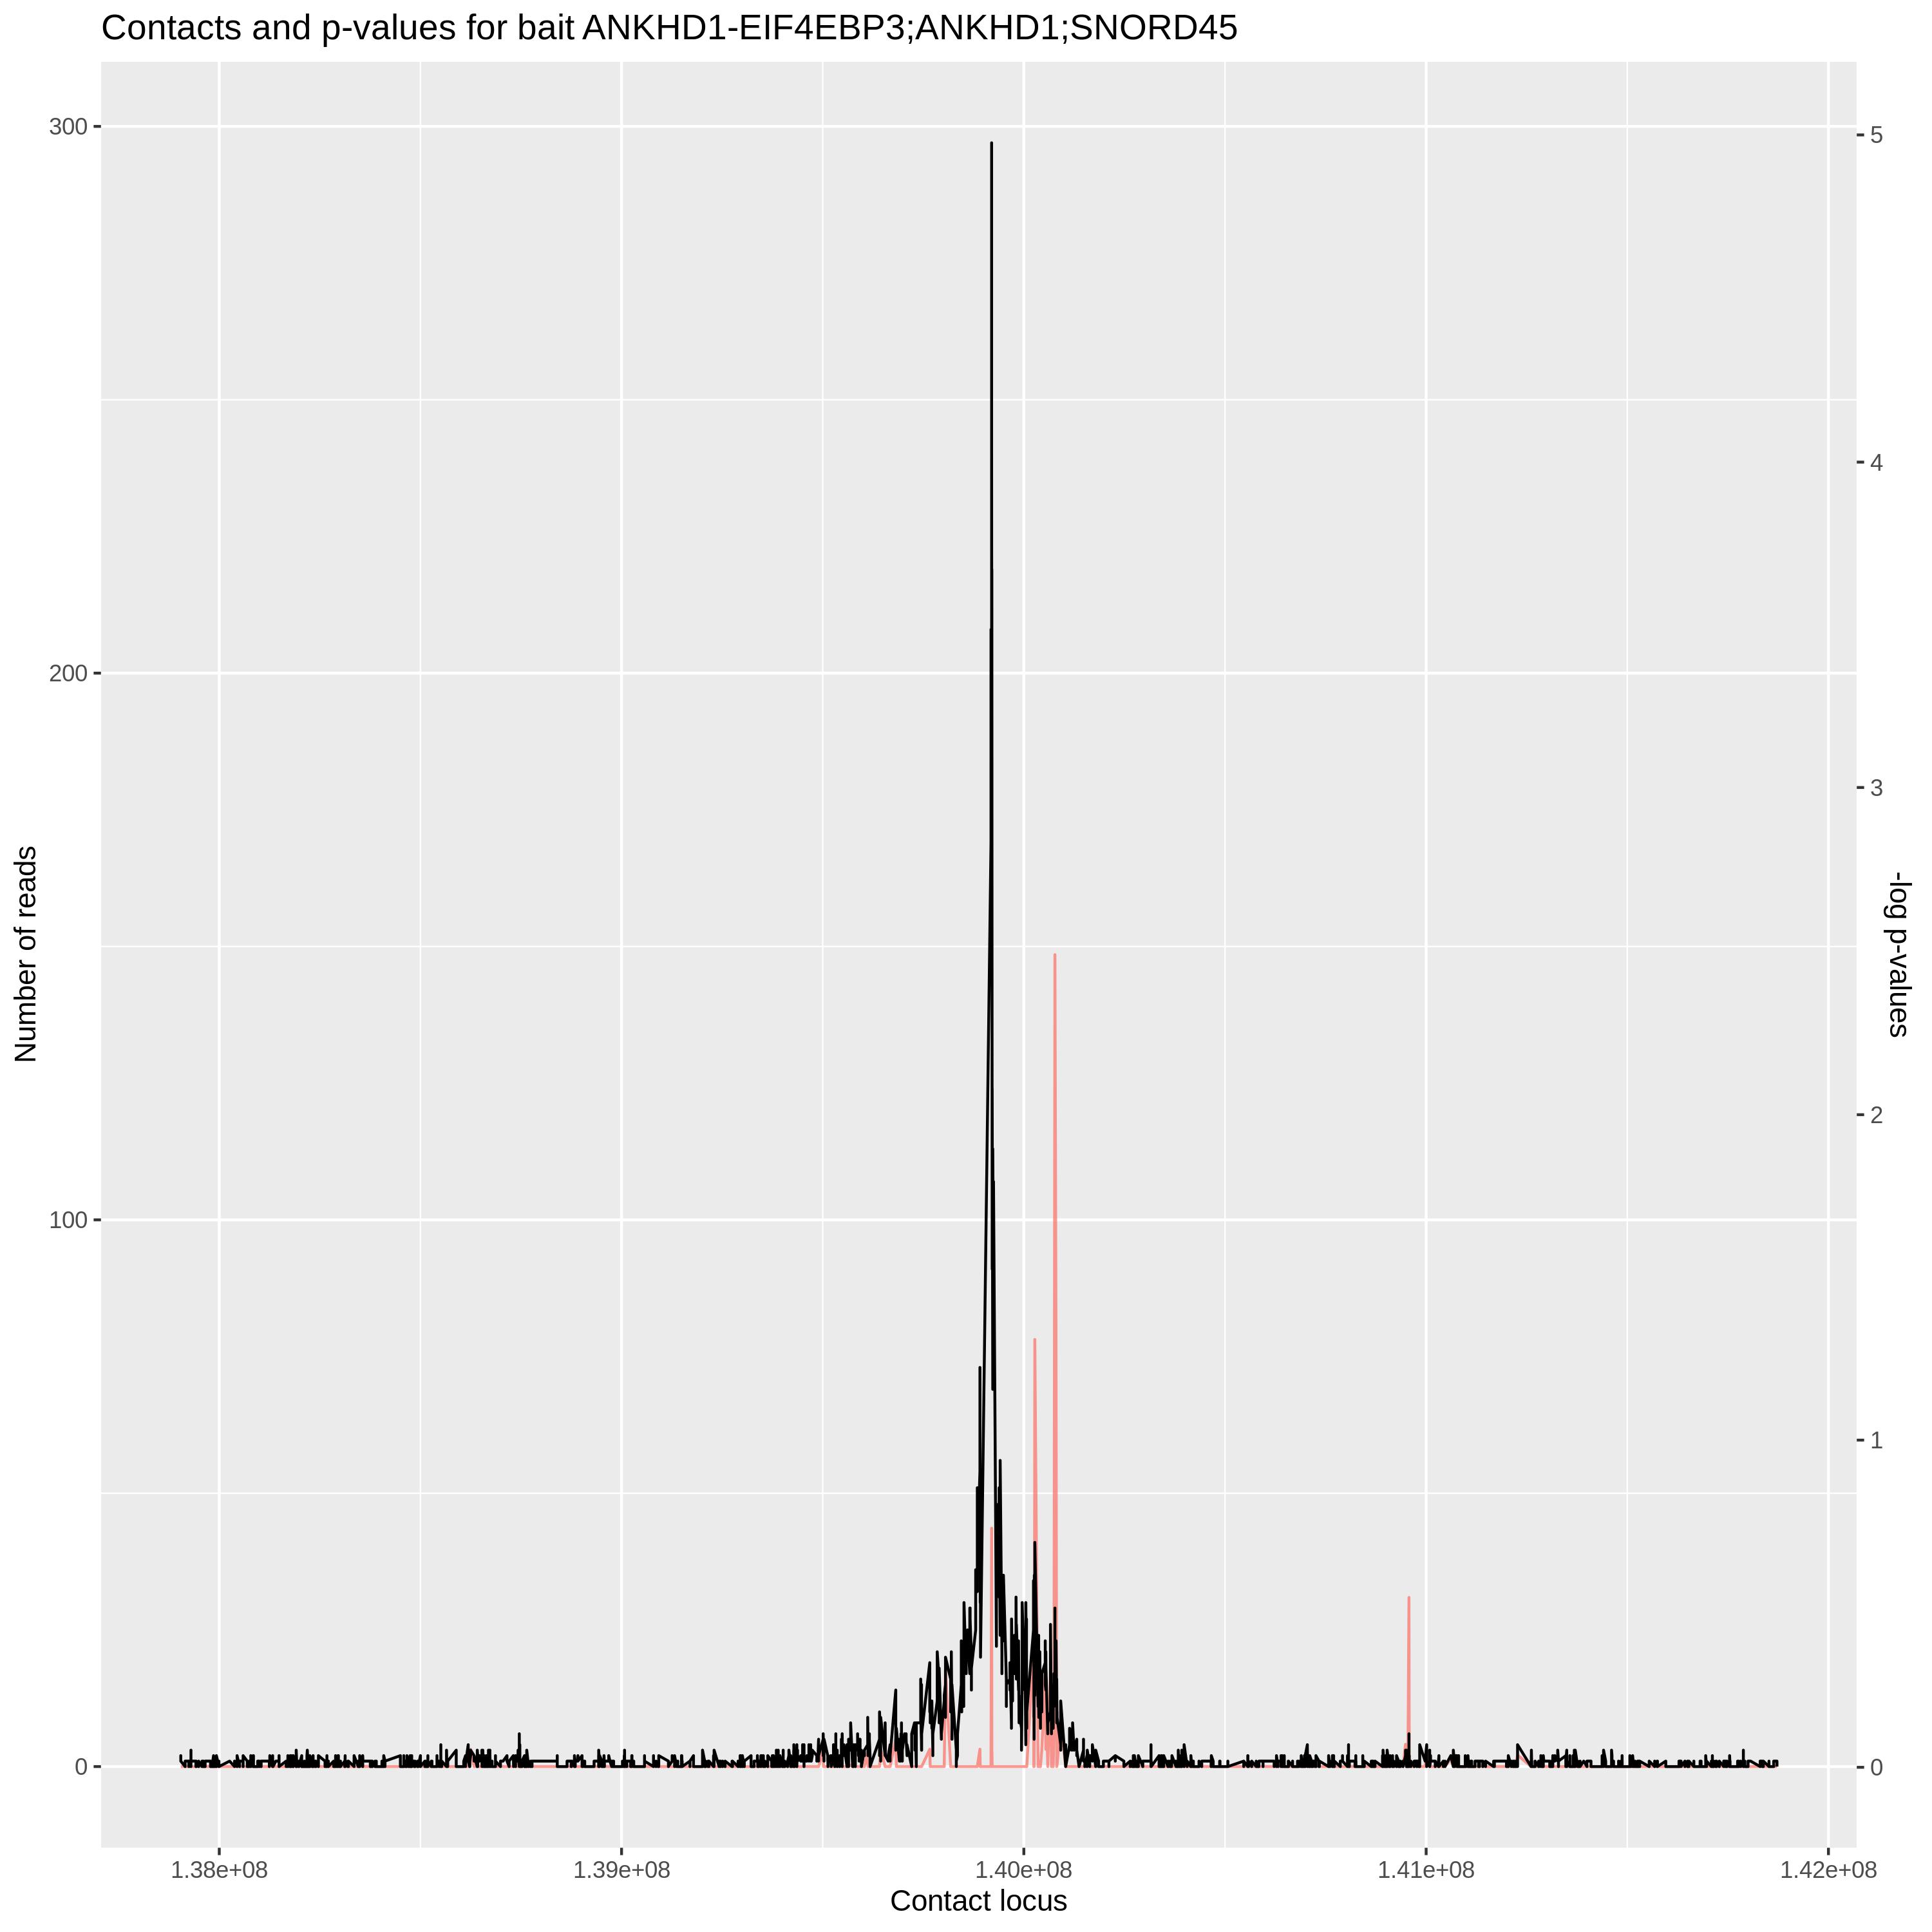 Contacts and p-values for bait ANKHD1-EIF4EBP3;ANKHD1;SNORD45
300
200
100
0
Number of reads
5
4
3
2
1
0
-log p-values
1.38e+08
1.39e+08
1.40e+08
1.41e+08
1.42e+08
Contact locus